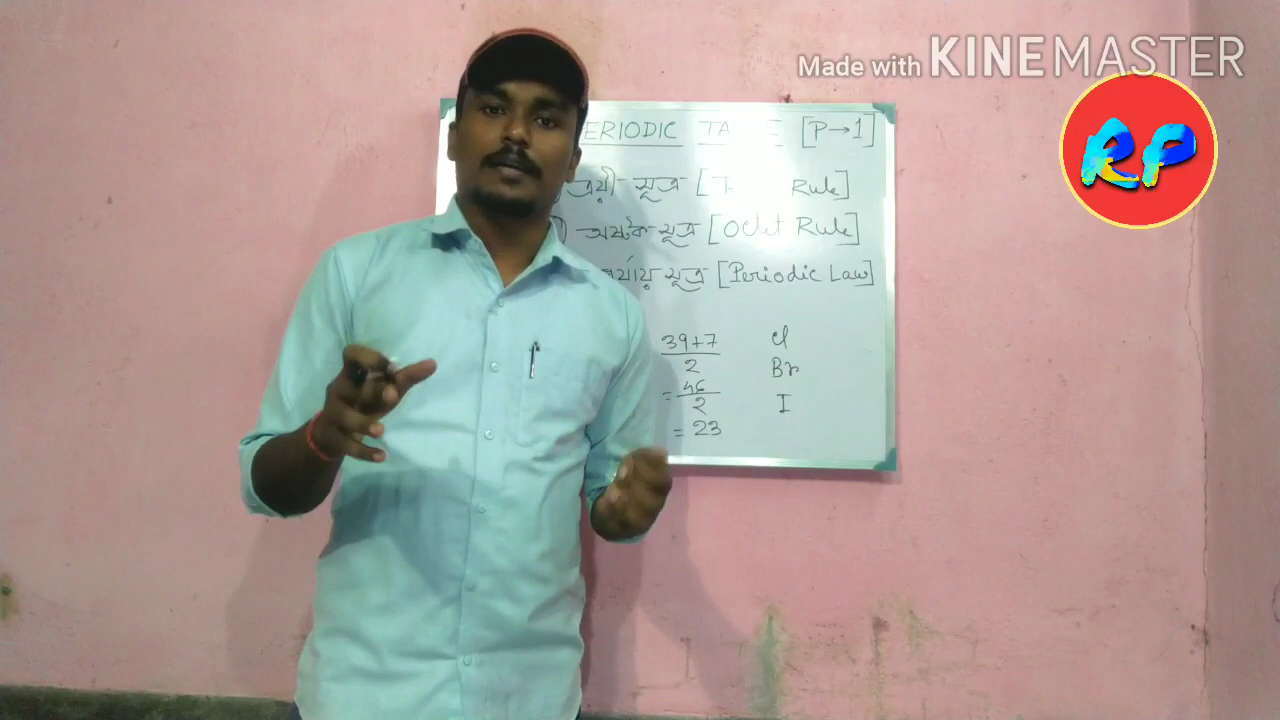 Made with KINEMASTER
RP
ERIODIC TA E [P→1]
ত্রয়ী সূত্র [T Rule]
অষ্টক সূত্র [Octet Rule]
র্যায় সূত্র [Periodic Law]
39+7 Cl
2 Br
= 46
2 I
= 23